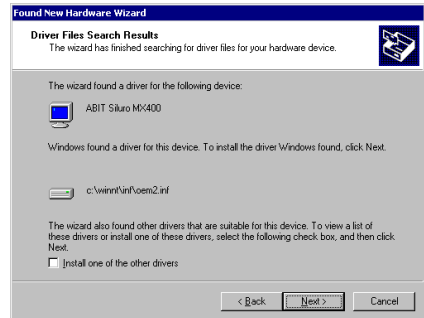 Found New Hardware Wizard
Driver Files Search Results
The wizard has finished searching for driver files for your hardware device.
The wizard found a driver for the following device:
ABIT Siluro MX400
Windows found a driver for this device. To install the driver Windows found, click Next.
c:\winnt\inf\oem2.inf
The wizard also found other drivers that are suitable for this device. To view a list of
these drivers or install one of these drivers, select the following check box, and then click
Next.
Install one of the other drivers
< Back Next > Cancel